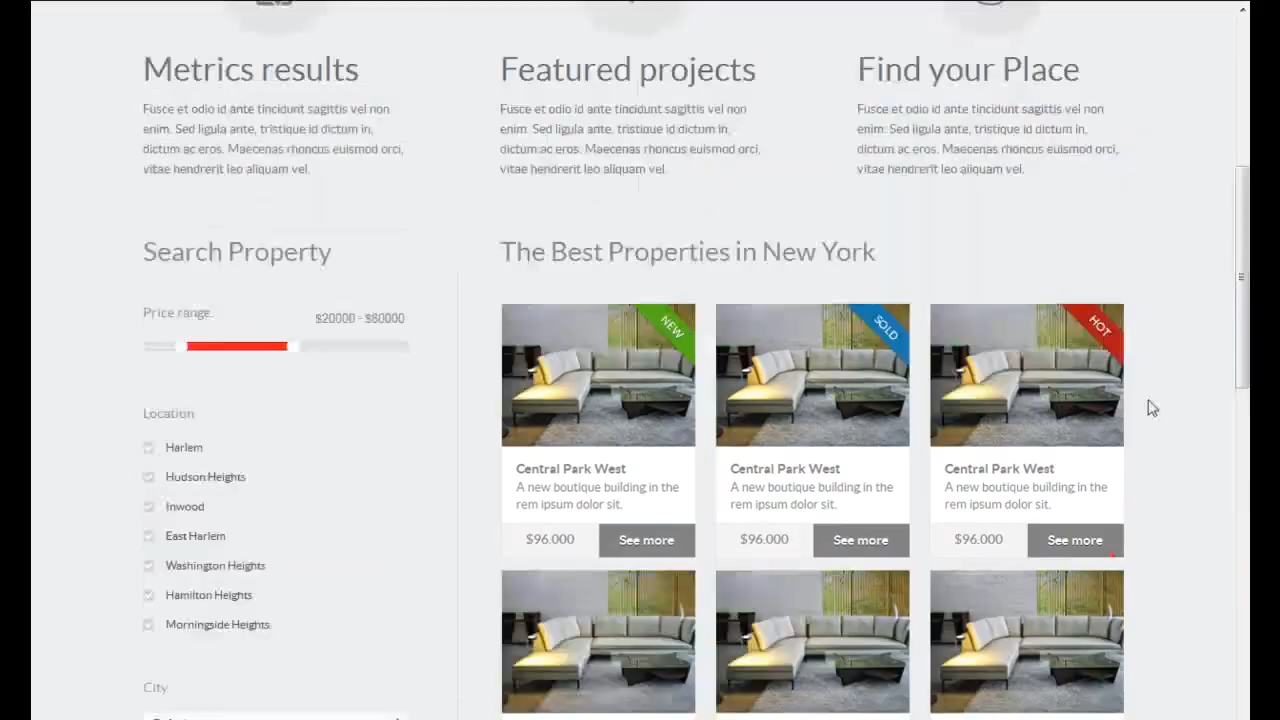 Metrics results
Fusce et odio id ante tincidunt sagittis vel non
enim. Sed ligula ante, tristique id dictum in,
dictum ac eros. Maecenas rhoncus euismod orci,
vitae hendrerit leo aliquam vel.
Featured projects
Fusce et odio id ante tincidunt sagittis vel non
enim. Sed ligula ante, tristique id dictum in,
dictum ac eros. Maecenas rhoncus euismod orci,
vitae hendrerit leo aliquam vel.
Find your Place
Fusce et odio id ante tincidunt sagittis vel non
enim. Sed ligula ante, tristique id dictum in,
dictum ac eros. Maecenas rhoncus euismod orci,
vitae hendrerit leo aliquam vel.
Search Property
Price range:
$20000 - $60000
Location
Harlem
Hudson Heights
Inwood
East Harlem
Washington Heights
Hamilton Heights
Morningside Heights
City
The Best Properties in New York
NEW
Central Park West
A new boutique building in the
rem ipsum dolor sit.
$96.000
See more
SOLD
Central Park West
A new boutique building in the
rem ipsum dolor sit.
$96.000
See more
HOT
Central Park West
A new boutique building in the
rem ipsum dolor sit.
$96.000
See more